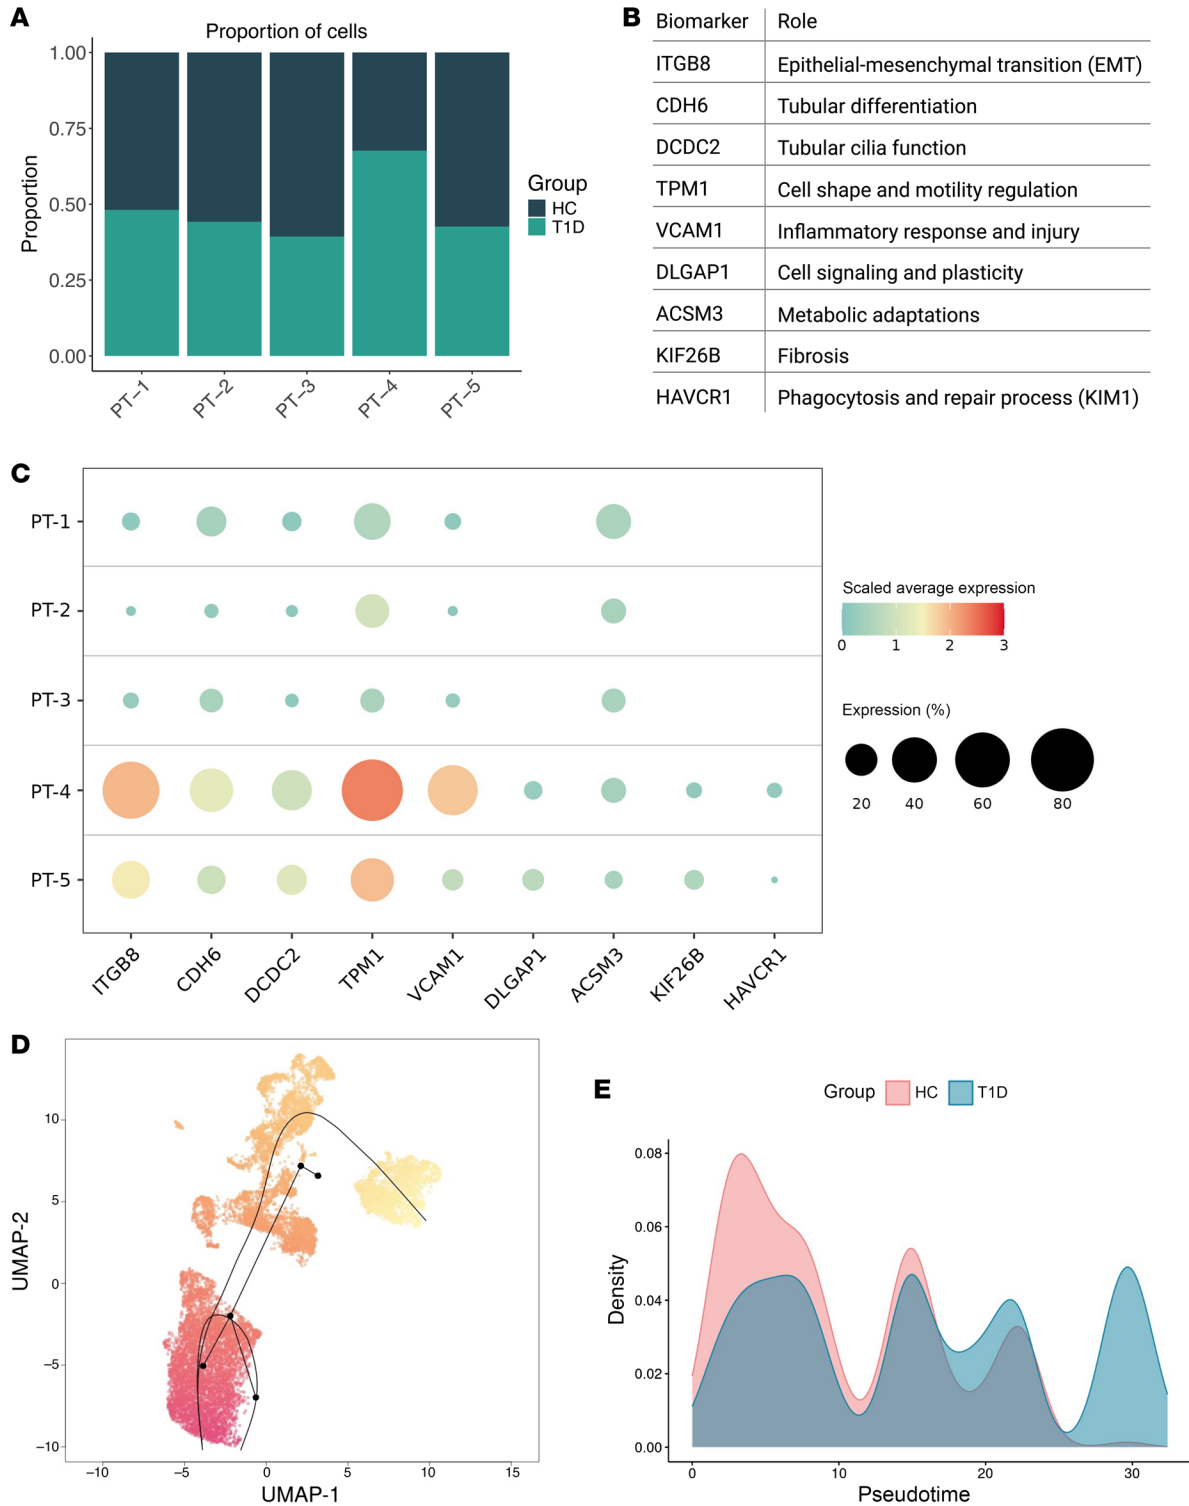 A
Proportion of cells
Proportion
1.00
0.75
0.50
0.25
0.00
PT-1
PT-2
PT-3
PT-4
PT-5
Group
HC
T1D
B
Biomarker Role
ITGB8 Epithelial-mesenchymal transition (EMT)
CDH6 Tubular differentiation
DCDC2 Tubular cilia function
TPM1 Cell shape and motility regulation
VCAM1 Inflammatory response and injury
DLGAP1 Cell signaling and plasticity
ACSM3 Metabolic adaptations
KIF26B Fibrosis
HAVCR1 Phagocytosis and repair process (KIM1)
C
PT-1
PT-2
PT-3
PT-4
PT-5
ITGB8
CDH6
DCDC2
TPM1
VCAM1
DLGAP1
ACSM3
KIF26B
HAVCR1
Scaled average expression
0 1 2 3
Expression (%)
20 40 60 80
D
UMAP-2
10
5
0
−5
−10
−10 −5 0 5 10 15
UMAP-1
E
Group HC T1D
Density
0.08
0.06
0.04
0.02
0.00
0 10 20 30
Pseudotime